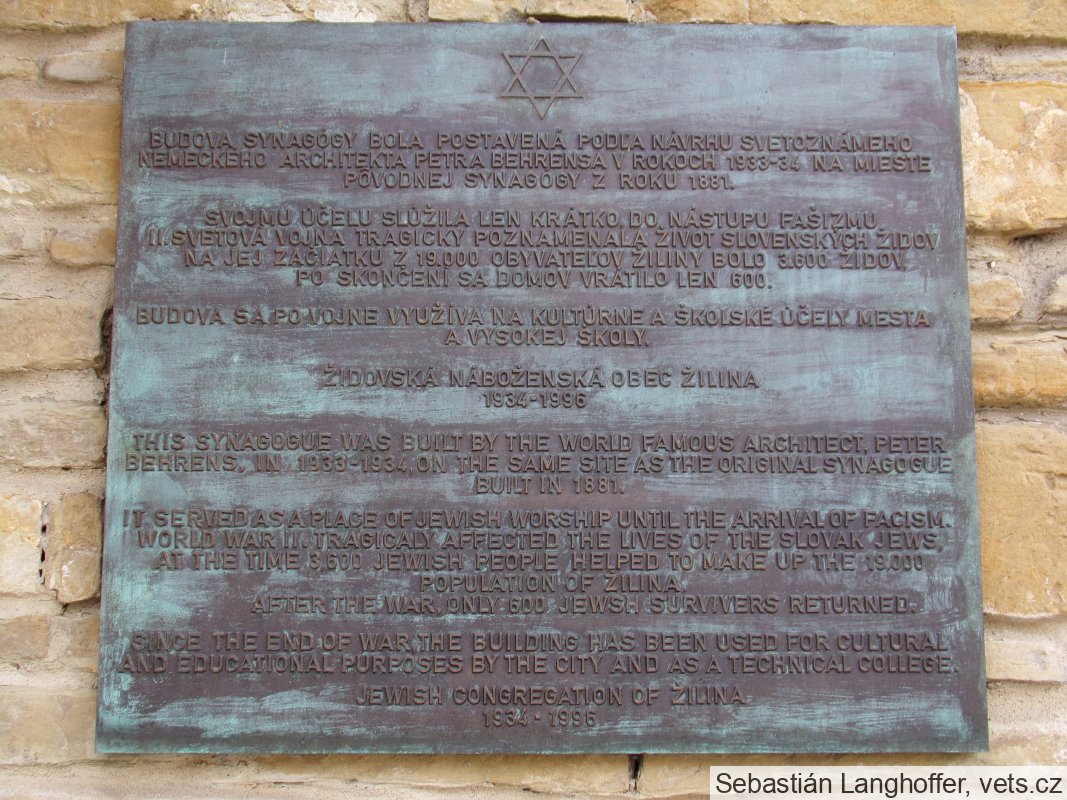 BUDOVA SYNAGÓGY BOLA POSTAVENÁ PODĽA NÁVRHU SVETOZNÁMEHO
NEMECKÉHO ARCHITEKTA PETRA BEHRENSA V ROKOCH 1933-34 NA MIESTE
PÔVODNEJ SYNAGÓGY Z ROKU 1881.
SVOJMU ÚČELU SLÚŽILA LEN KRÁTKO, DO NÁSTUPU FAŠIZMU.
II. SVETOVÁ VOJNA TRAGICKY POZNAMENALA ŽIVOT SLOVENSKÝCH ŽIDOV
NA JEJ ZAČIATKU Z 19.000 OBYVATEĽOV ŽILINY BOLO 3.600 ŽIDOV,
PO SKONČENÍ SA DOMOV VRÁTILO LEN 600.
BUDOVA SA PO VOJNE VYUŽÍVA NA KULTÚRNE A ŠKOLSKÉ ÚČELY MESTA
A VYSOKEJ ŠKOLY.
ŽIDOVSKÁ NÁBOŽENSKÁ OBEC ŽILINA
1934-1996
THIS SYNAGOGUE WAS BUILT BY THE WORLD FAMOUS ARCHITECT, PETER
BEHRENS, IN 1933-1934, ON THE SAME SITE AS THE ORIGINAL SYNAGOGUE
BUILT IN 1881.
IT SERVED AS A PLACE OF JEWISH WORSHIP UNTIL THE ARRIVAL OF FACISM.
WORLD WAR II. TRAGICALY AFFECTED THE LIVES OF THE SLOVAK JEWS,
AT THE TIME 3,600 JEWISH PEOPLE HELPED TO MAKE UP THE 19.000
POPULATION OF ŽILINA.
AFTER THE WAR, ONLY 600 JEWSH SURVIVERS RETURNED.
SINCE THE END OF WAR, THE BUILDING HAS BEEN USED FOR CULTURAL
AND EDUCATIONAL PURPOSES BY THE CITY AND AS A TECHNICAL COLLEGE.
JEWISH CONGREGATION OF ŽILINA
1934-1996
Sebastián Langhoffer, vets.cz